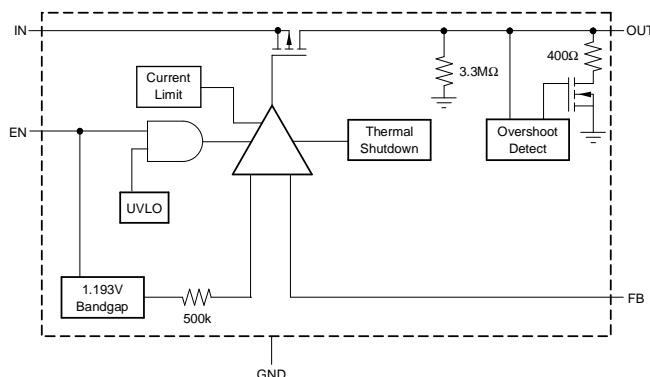 IN
OUT
400Ω
3.3MΩ
Current
Limit
EN
Thermal
Shutdown
Overshoot
Detect
UVLO
1.193V
Bandgap
500k
FB
GND